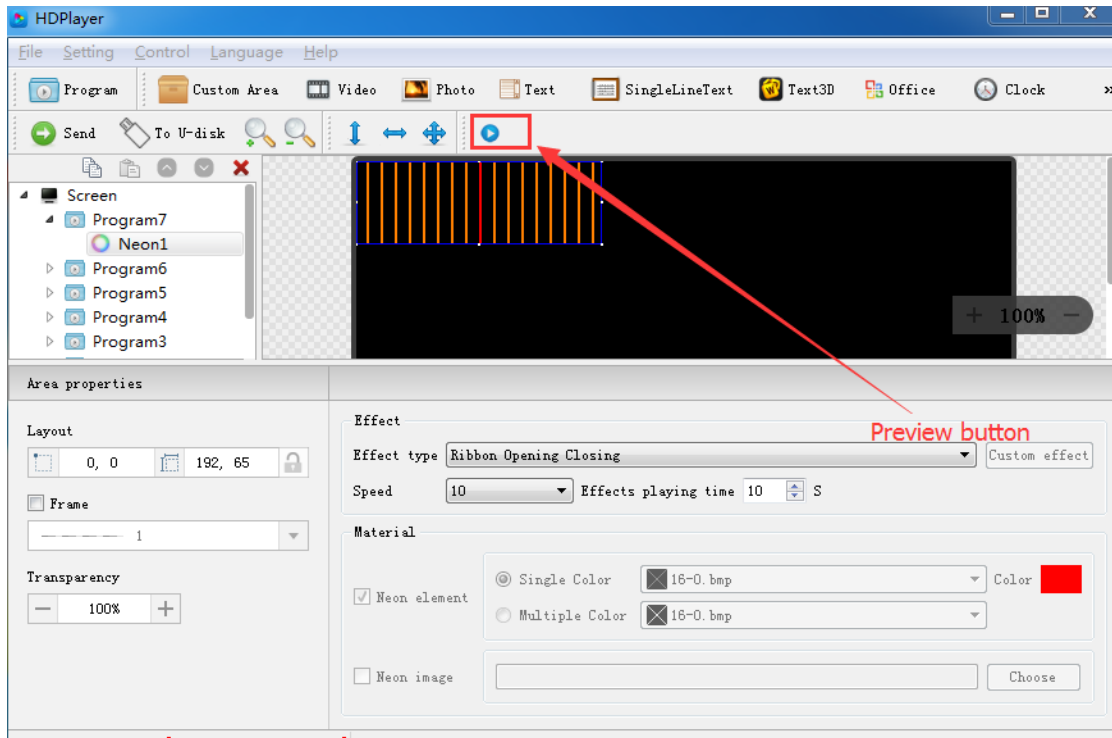 HDPlayer
File Setting Control Language Help
Program Custom Area Video Photo Text SingleLineText Text3D Office Clock »
Send To U-disk
Screen
Program7
Neon1
Program6
Program5
Program4
Program3
+ 100% −
Area properties
Preview button
Layout
0, 0 192, 65
Frame
1
Transparency
− 100% +
Effect
Effect type Ribbon Opening Closing Custom effect
Speed 10 Effects playing time 10 S
Material
Neon element
Single Color 16-0.bmp Color
Multiple Color 16-0.bmp
Neon image Choose